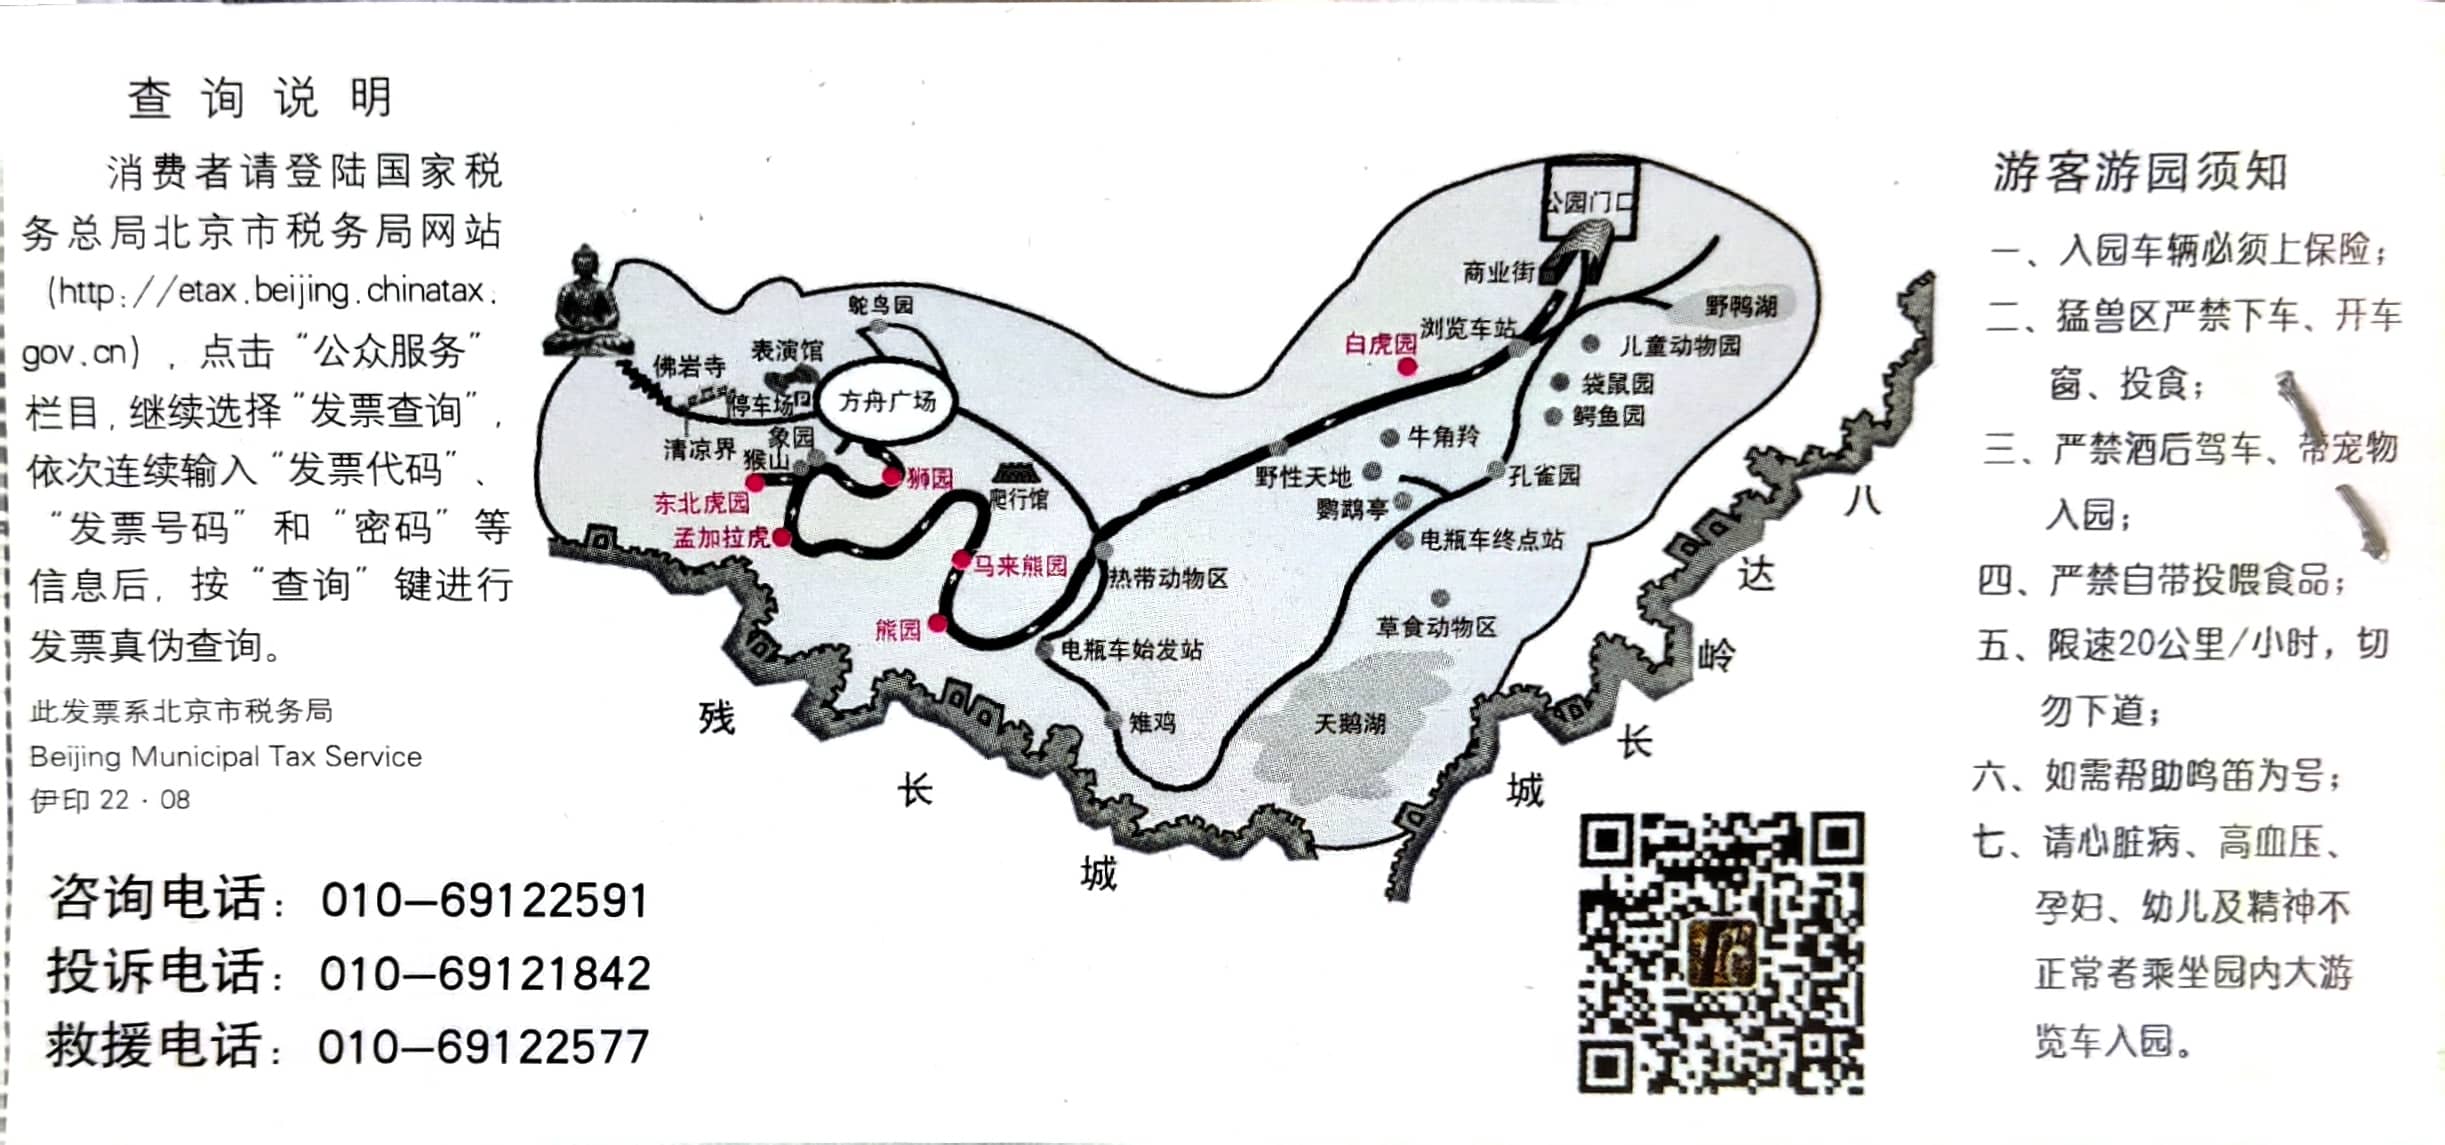 查询说明
消费者请登陆国家税
务总局北京市税务局网站
(http://etax.beijing.chinatax.
gov.cn)，点击“公众服务”
栏目,继续选择“发票查询”,
依次连续输入“发票代码”、
“发票号码”和“密码”等
信息后，按“查询”键进行
发票真伪查询。
此发票系北京市税务局
Beijing Municipal Tax Service
伊印 22·08
咨询电话：010—69122591
投诉电话：010—69121842
救援电话：010—69122577
公园门口
商业街
野鸭湖
鸵鸟园
浏览车站
白虎园
儿童动物园
表演馆
佛岩寺
袋鼠园
停车场
方舟广场
鳄鱼园
象园
牛角羚
清凉界
猴山
狮园
野性天地
孔雀园
爬行馆
东北虎园
鹦鹉亭
孟加拉虎
电瓶车终点站
马来熊园
热带动物区
熊园
草食动物区
电瓶车始发站
雉鸡
天鹅湖
残
长
城
八
达
岭
长
城
游客游园须知
一、入园车辆必须上保险；
二、猛兽区严禁下车、开车
窗、投食；
三、严禁酒后驾车、带宠物
入园；
四、严禁自带投喂食品；
五、限速20公里/小时，切
勿下道；
六、如需帮助鸣笛为号；
七、请心脏病、高血压、
孕妇、幼儿及精神不
正常者乘坐园内大游
览车入园。